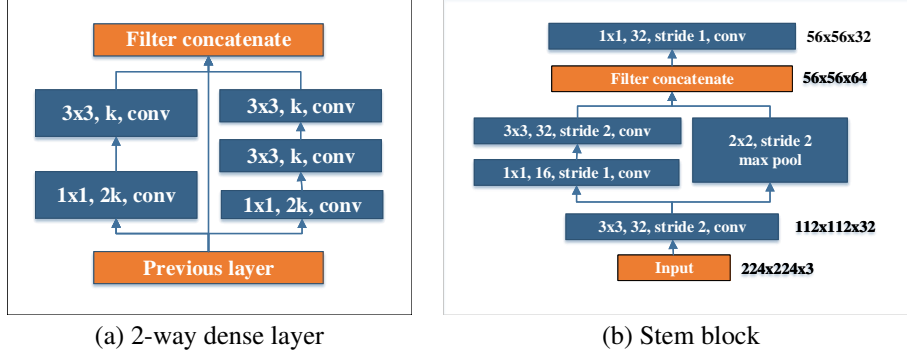 Filter concatenate
3x3, k, conv
3x3, k, conv
3x3, k, conv
1x1, 2k, conv
1x1, 2k, conv
Previous layer
(a) 2-way dense layer
1x1, 32, stride 1, conv
56x56x32
Filter concatenate
56x56x64
3x3, 32, stride 2, conv
2x2, stride 2
max pool
1x1, 16, stride 1, conv
3x3, 32, stride 2, conv
112x112x32
Input
224x224x3
(b) Stem block